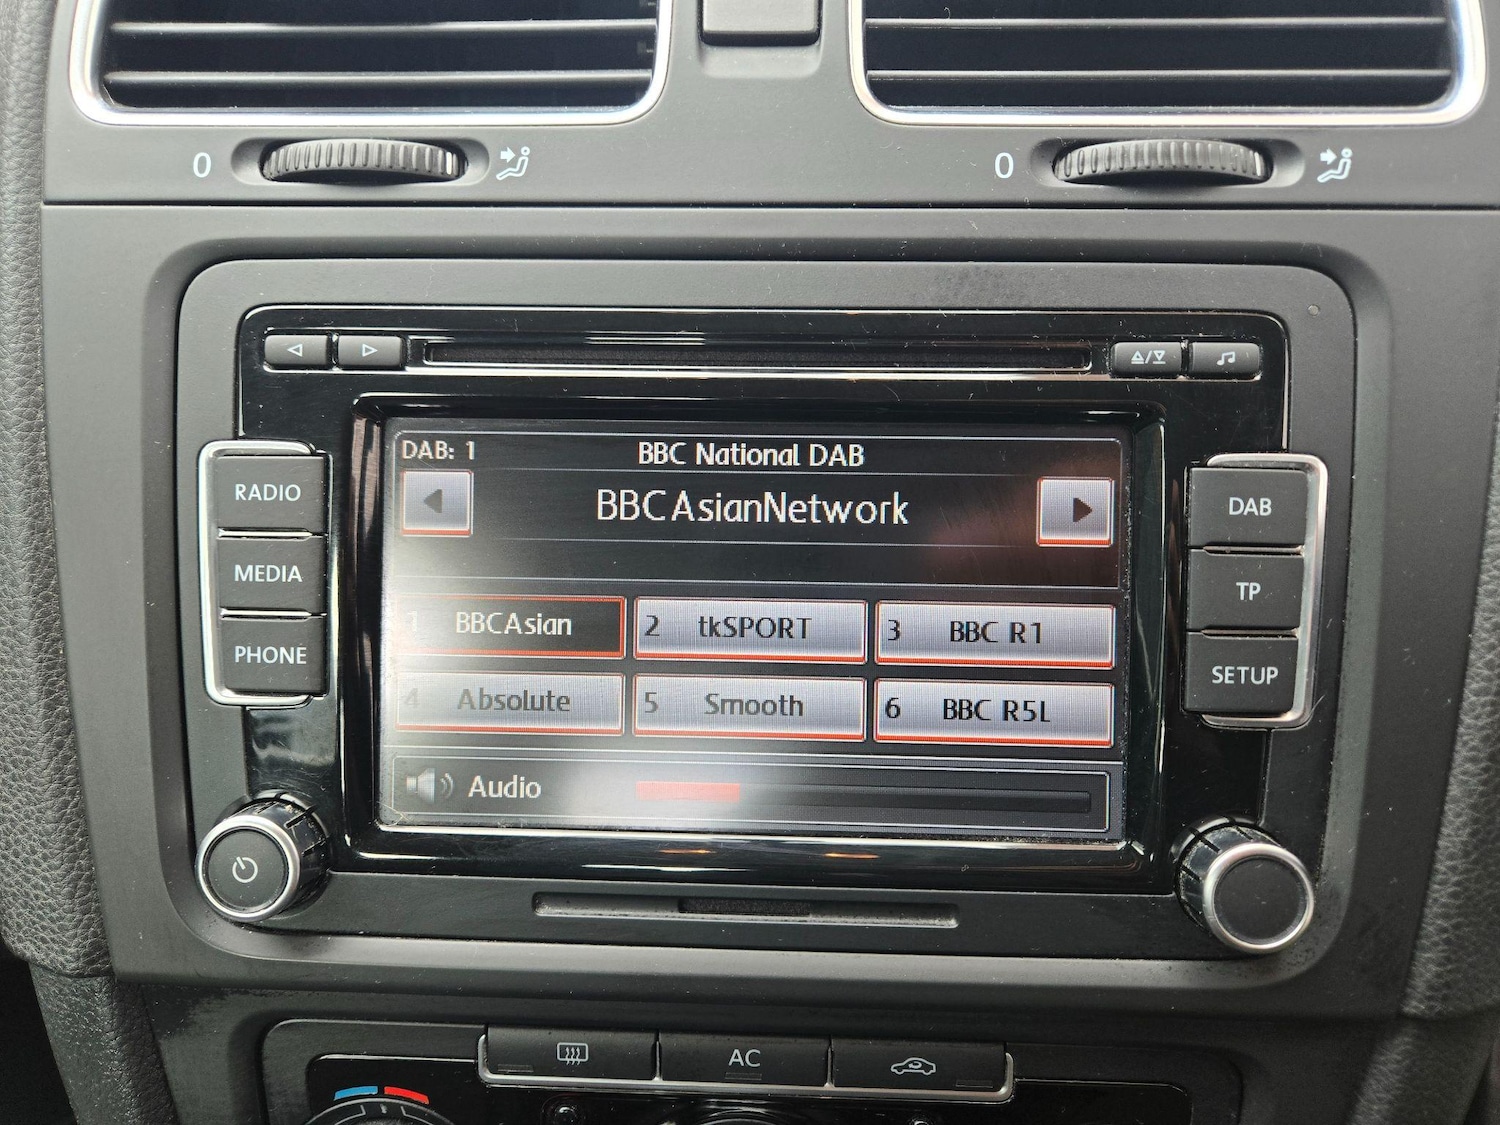 0
0
DAB: 1
BBC National DAB
BBCAsianNetwork
RADIO
MEDIA
PHONE
DAB
TP
SETUP
1 BBCAsian
2 tkSPORT
3 BBC R1
4 Absolute
5 Smooth
6 BBC R5L
Audio
AC